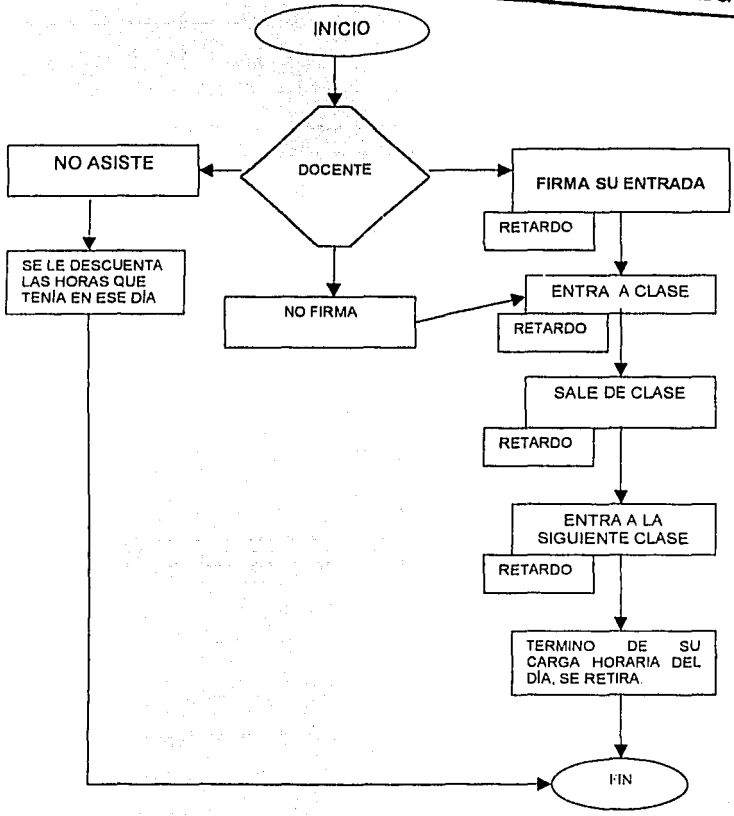 INICIO
DOCENTE
NO ASISTE
FIRMA SU ENTRADA
RETARDO
SE LE DESCUENTA
LAS HORAS QUE
TENÍA EN ESE DÍA
NO FIRMA
ENTRA A CLASE
RETARDO
SALE DE CLASE
RETARDO
ENTRA A LA
SIGUIENTE CLASE
RETARDO
TERMINO DE SU
CARGA HORARIA DEL
DÍA, SE RETIRA.
FIN